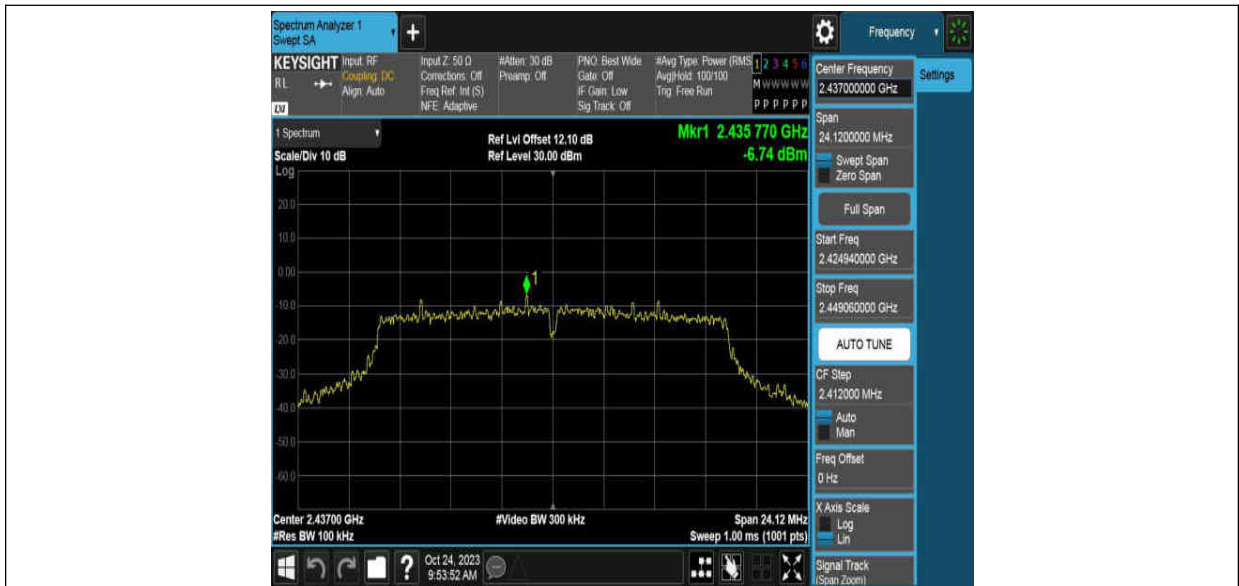 Spectrum Analyzer 1
Swept SA
+
Frequency
KEYSIGHT Input: RF Input Z: 50 Ω #Atten: 30 dB PNO: Best Wide #Avg Type: Power (RMS 1 2 3 4 5 6
RL Coupling: DC Corrections: Off Preamp: Off Gate: Off Avg|Hold: 100/100 M W W W W W
Align: Auto Freq Ref: Int (S) IF Gain: Low Trig: Free Run
LXI NFE: Adaptive Sig Track: Off P P P P P P
1 Spectrum
Scale/Div 10 dB
Log
Ref Lvl Offset 12.10 dB
Ref Level 30.00 dBm
Mkr1 2.435 770 GHz
-6.74 dBm
1
20.0
10.0
0.00
-10.0
-20.0
-30.0
-40.0
-50.0
-60.0
Center 2.43700 GHz #Video BW 300 kHz Span 24.12 MHz
#Res BW 100 kHz Sweep 1.00 ms (1001 pts)
?
Oct 24, 2023
9:53:52 AM
Center Frequency
2.437000000 GHz
Settings
Span
24.1200000 MHz
Swept Span
Zero Span
Full Span
Start Freq
2.424940000 GHz
Stop Freq
2.449060000 GHz
AUTO TUNE
CF Step
2.412000 MHz
Auto
Man
Freq Offset
0 Hz
X Axis Scale
Log
Lin
Signal Track
(Span Zoom)